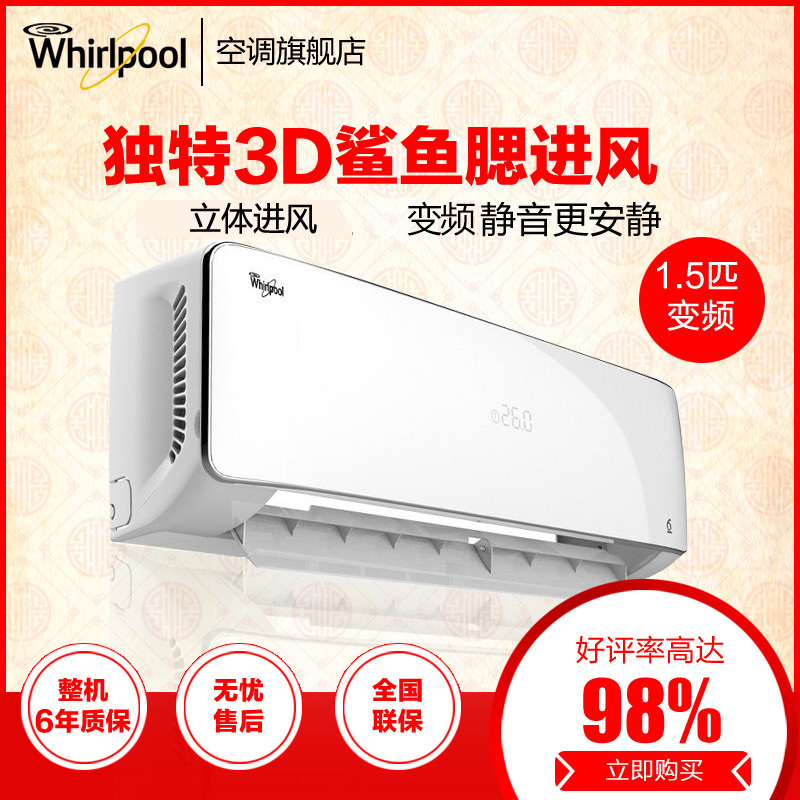 Whirlpool 空调旗舰店
独特3D鲨鱼腮进风
立体进风 变频 静音更安静
1.5匹
变频
Whirlpool
26.0
6
好评率高达
98%
立即购买
整机
6年质保
无忧
售后
全国
联保